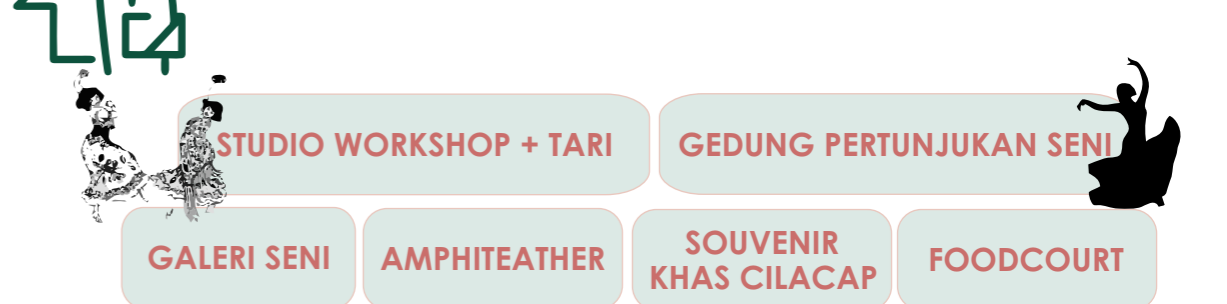 STUDIO WORKSHOP + TARI
GEDUNG PERTUNJUKAN SENI
GALERI SENI
AMPHITEATHER
SOUVENIR
KHAS CILACAP
FOODCOURT